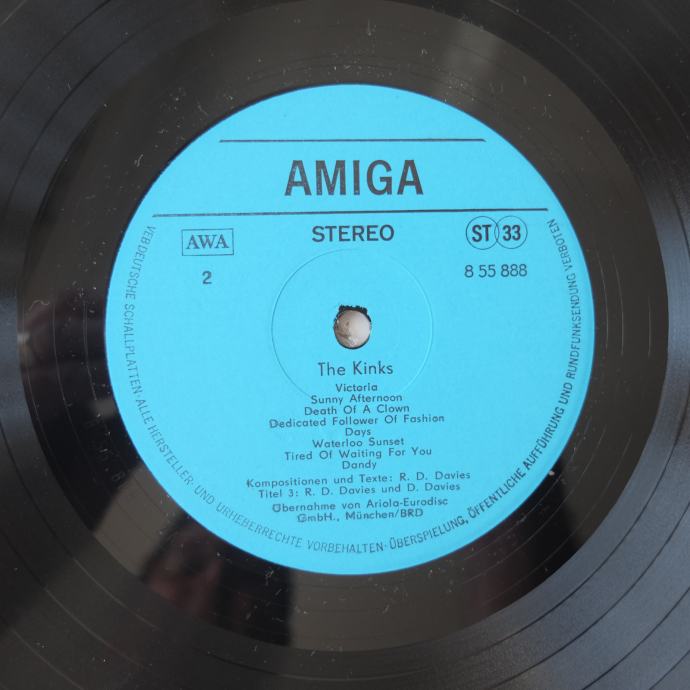 AMIGA
AWA
STEREO
ST 33
2
8 55 888
The Kinks
Victoria
Sunny Afternoon
Death Of A Clown
Dedicated Follower Of Fashion
Days
Waterloo Sunset
Tired Of Waiting For You
Dandy
Kompositionen und Texte: R. D. Davies
Titel 3: R. D. Davies und D. Davies
Übernahme von Ariola-Eurodisc
GmbH., München/BRD
VEB DEUTSCHE SCHALLPLATTEN ALLE HERSTELLER- UND URHEBERRECHTE VORBEHALTEN · ÜBERSPIELUNG, ÖFFENTLICHE AUFFÜHRUNG UND RUNDFUNKSENDUNG VERBOTEN